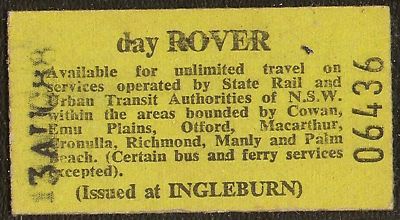 day ROVER
Available for unlimited travel on
services operated by State Rail and
Urban Transit Authorities of N.S.W.
within the areas bounded by Cowan,
Emu Plains, Otford, Macarthur,
Cronulla, Richmond, Manly and Palm
Beach. (Certain bus and ferry services
excepted).
(Issued at INGLEBURN)
06436